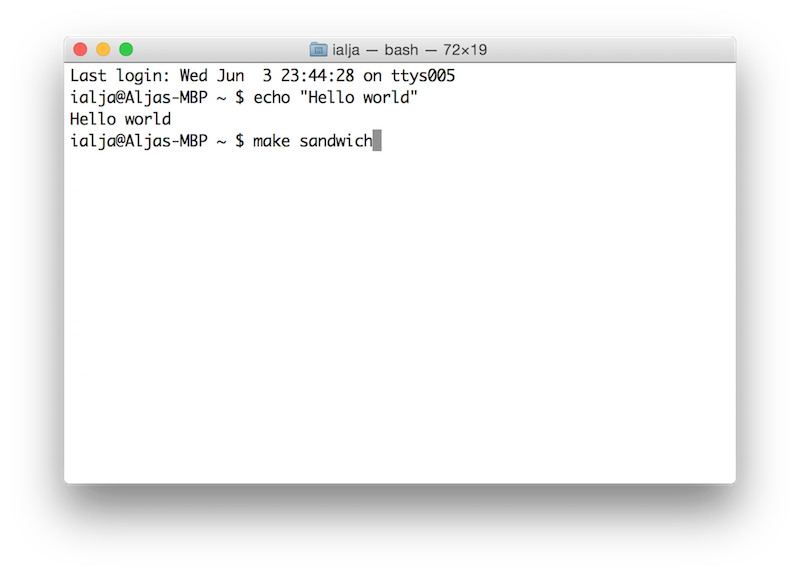 ialja — bash — 72×19
Last login: Wed Jun  3 23:44:28 on ttys005
ialja@Aljas-MBP ~ $ echo "Hello world"
Hello world
ialja@Aljas-MBP ~ $ make sandwich